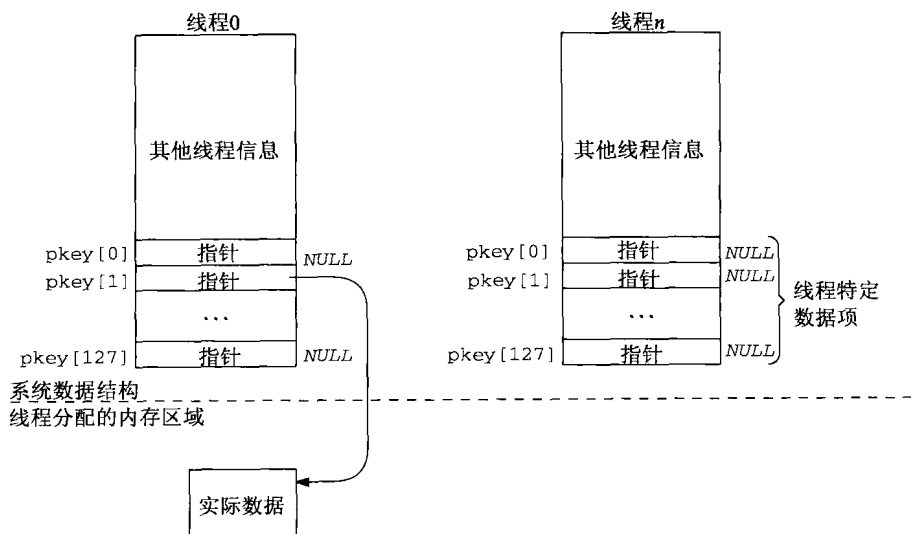 线程0
其他线程信息
pkey[0] 指针 NULL
pkey[1] 指针
...
pkey[127] 指针 NULL
线程n
其他线程信息
pkey[0] 指针 NULL
pkey[1] 指针 NULL
...
pkey[127] 指针 NULL
线程特定
数据项
系统数据结构
线程分配的内存区域
实际数据